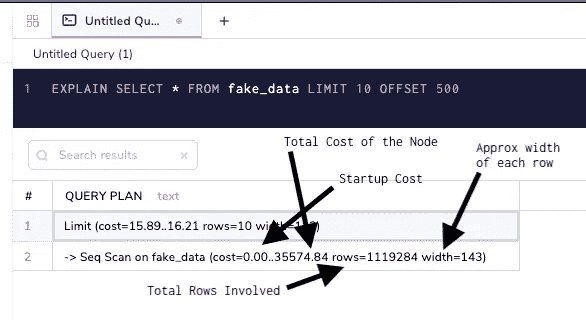 Untitled Qu...
+
Untitled Query (1)
1 EXPLAIN SELECT * FROM fake_data LIMIT 10 OFFSET 500
Total Cost of the Node
Approx width
of each row
Search results ×
Startup Cost
# QUERY PLAN text
1 Limit (cost=15.89..16.21 rows=10
2 -> Seq Scan on fake_data (cost=0.00..35574.84 rows=1119284 width=143)
Total Rows Involved